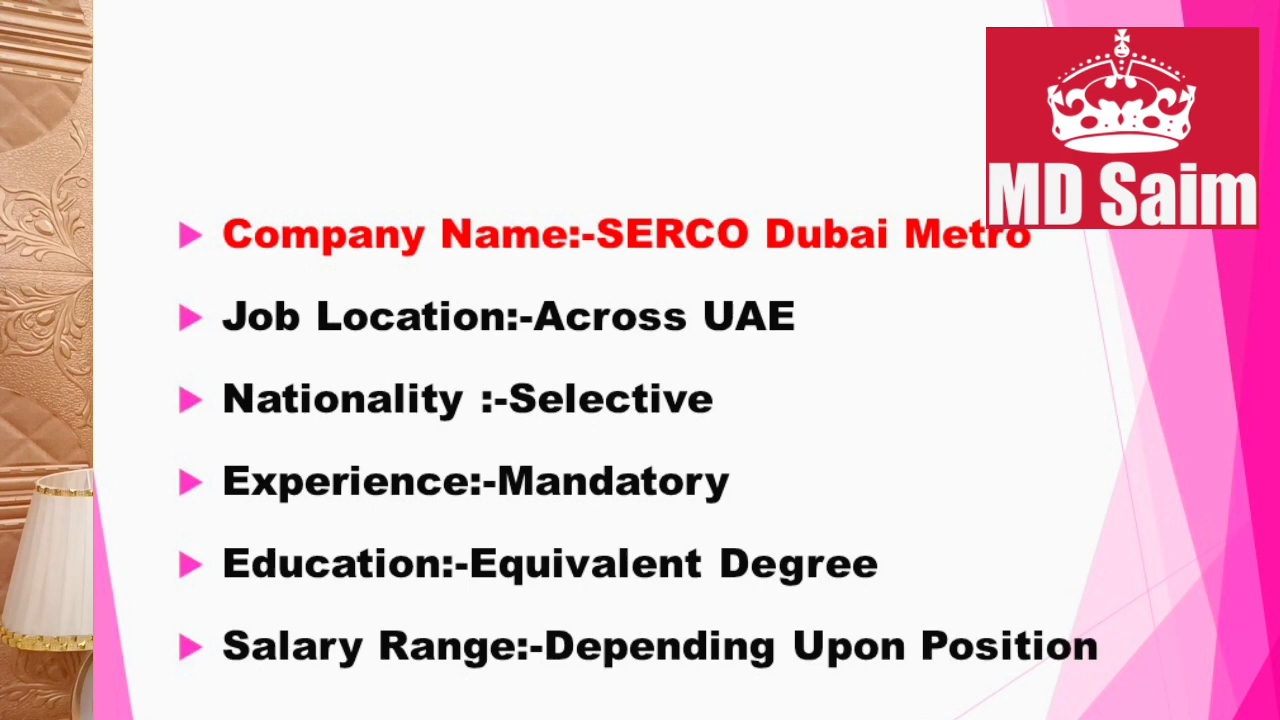 MD Saim
Company Name:-SERCO Dubai Metro
Job Location:-Across UAE
Nationality :-Selective
Experience:-Mandatory
Education:-Equivalent Degree
Salary Range:-Depending Upon Position